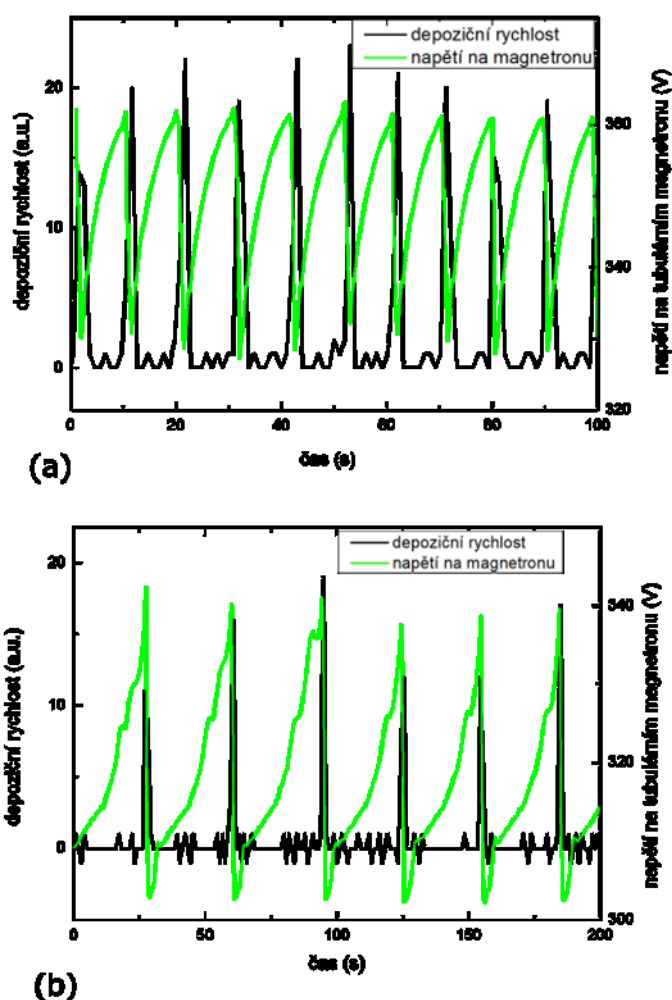 depoziční rychlost
napětí na magnetronu
20
10
0
depoziční rychlost (a.u.)
360
340
320
napětí na tubulárním magnetronu (V)
0 20 40 60 80 100
čas (s)
(a)
depoziční rychlost
napětí na magnetronu
20
10
0
depoziční rychlost (a.u.)
340
320
300
napětí na tubulárním magnetronu (V)
0 50 100 150 200
čas (s)
(b)